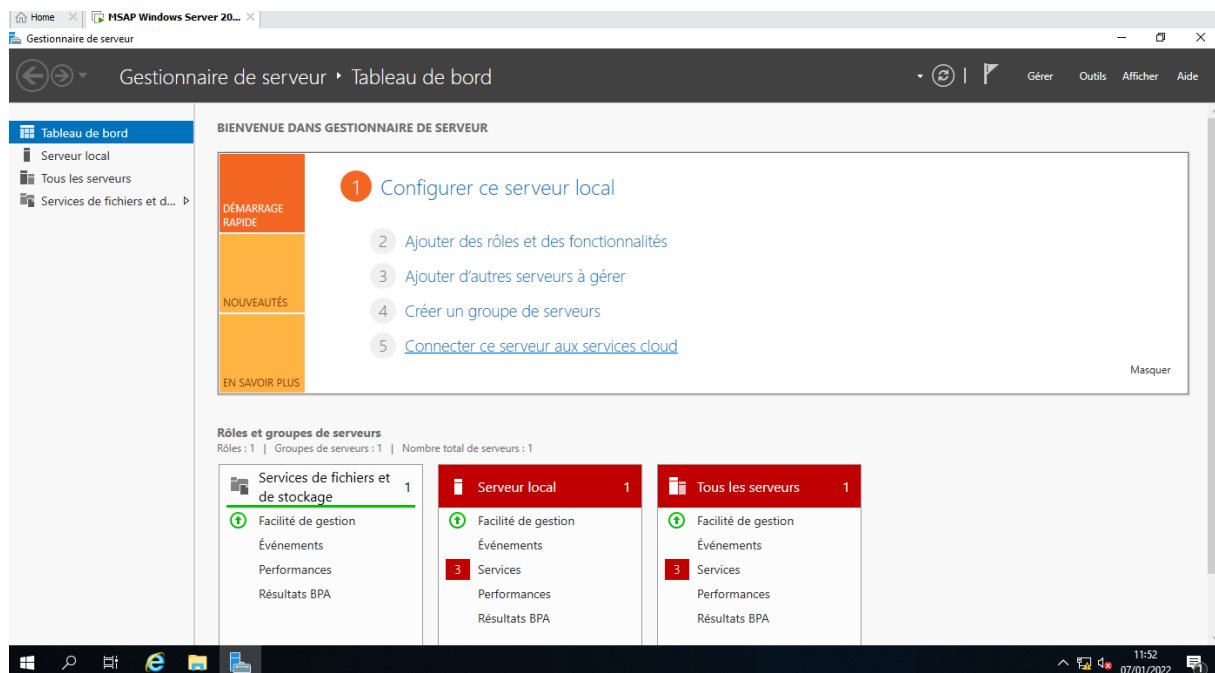 Home
MSAP Windows Server 20...
Gestionnaire de serveur
Gestionnaire de serveur Tableau de bord
Gérer Outils Afficher Aide
Tableau de bord
Serveur local
Tous les serveurs
Services de fichiers et d...
BIENVENUE DANS GESTIONNAIRE DE SERVEUR
DÉMARRAGE
RAPIDE
NOUVEAUTÉS
EN SAVOIR PLUS
1 Configurer ce serveur local
2 Ajouter des rôles et des fonctionnalités
3 Ajouter d'autres serveurs à gérer
4 Créer un groupe de serveurs
5 Connecter ce serveur aux services cloud
Masquer
Rôles et groupes de serveurs
Rôles : 1 | Groupes de serveurs : 1 | Nombre total de serveurs : 1
Services de fichiers et
de stockage
1
Facilité de gestion
Événements
Performances
Résultats BPA
Serveur local 1
Facilité de gestion
Événements
3 Services
Performances
Résultats BPA
Tous les serveurs 1
Facilité de gestion
Événements
3 Services
Performances
Résultats BPA
11:52
07/01/2022
1